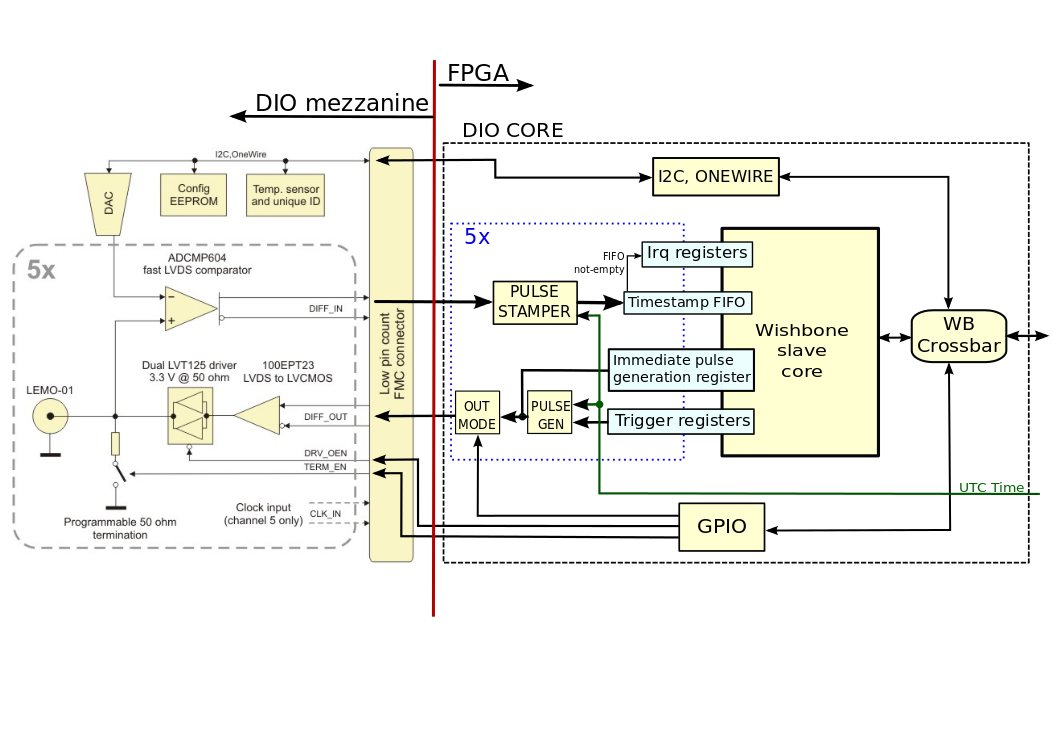 FPGA
DIO mezzanine
DIO CORE
I2C,OneWire
DAC
Config
EEPROM
Temp. sensor
and unique ID
I2C, ONEWIRE
5x
ADCMP604
fast LVDS comparator
−
+
DIFF_IN
5x
FIFO
not-empty
Irq registers
PULSE
STAMPER
Timestamp FIFO
Wishbone
slave
core
WB
Crossbar
Low pin count
FMC connector
Immediate pulse
generation register
Dual LVT125 driver
3.3 V @ 50 ohm
100EPT23
LVDS to LVCMOS
LEMO-01
DIFF_OUT
OUT
MODE
PULSE
GEN
Trigger registers
DRV_OEN
TERM_EN
UTC Time
Clock input
(channel 5 only)
CLK_IN
Programmable 50 ohm
termination
GPIO